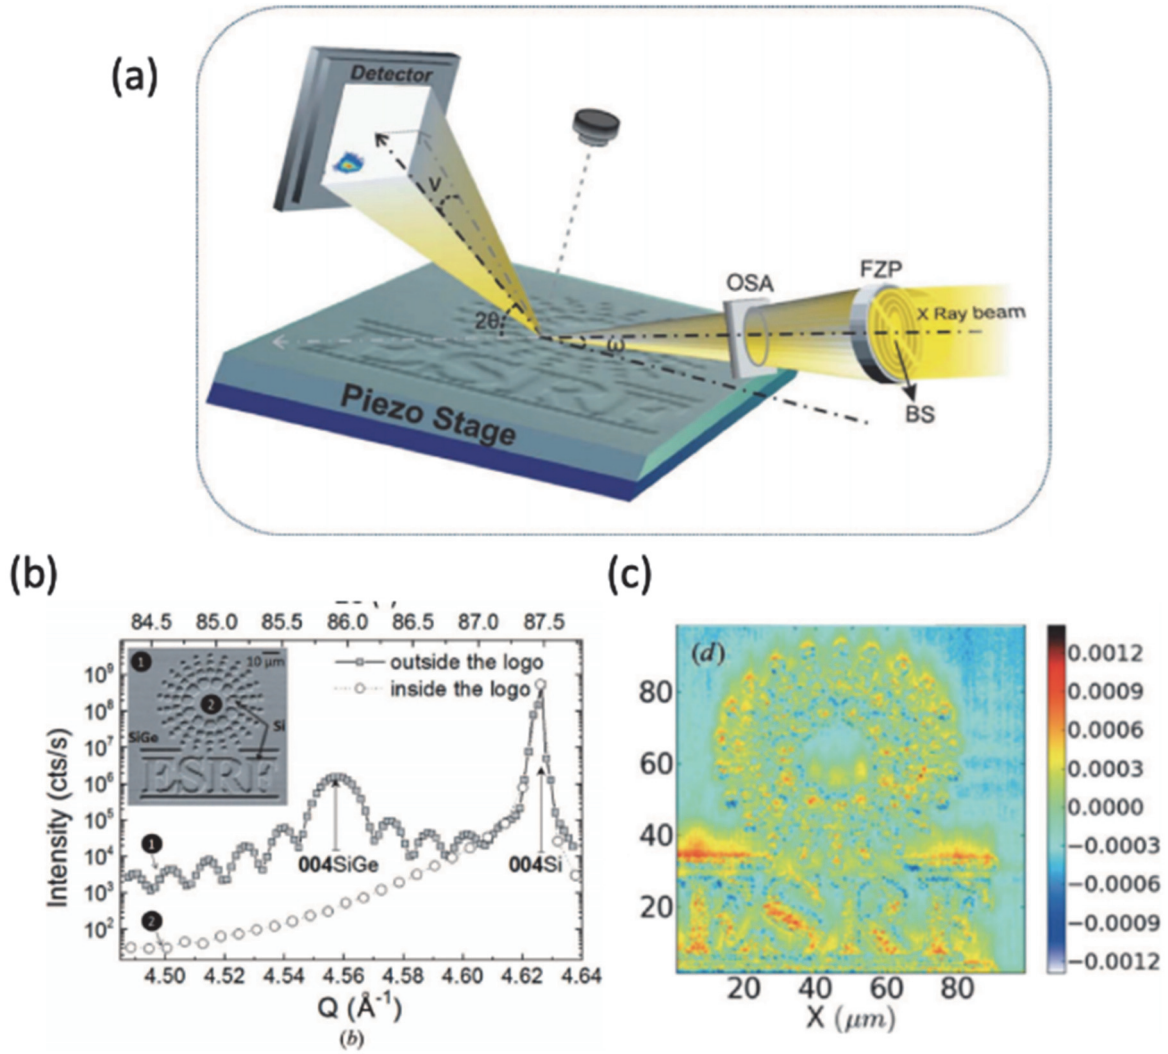 (a)
Detector
ν
2θ
ω
OSA
FZP
X Ray beam
BS
Piezo Stage
(b)
84.5 85.0 85.5 86.0 86.5 87.0 87.5
Intensity (cts/s)
10⁹
10⁸
10⁷
10⁶
10⁵
10⁴
10³
10²
1
10 μm
2
SiGe
Si
ESRF
outside the logo
inside the logo
1
2
004SiGe
004Si
4.50 4.52 4.54 4.56 4.58 4.60 4.62 4.64
Q (Å⁻¹)
(b)
(c)
(d)
80
60
40
20
20 40 60 80
X (μm)
0.0012
0.0009
0.0006
0.0003
0.0000
−0.0003
−0.0006
−0.0009
−0.0012